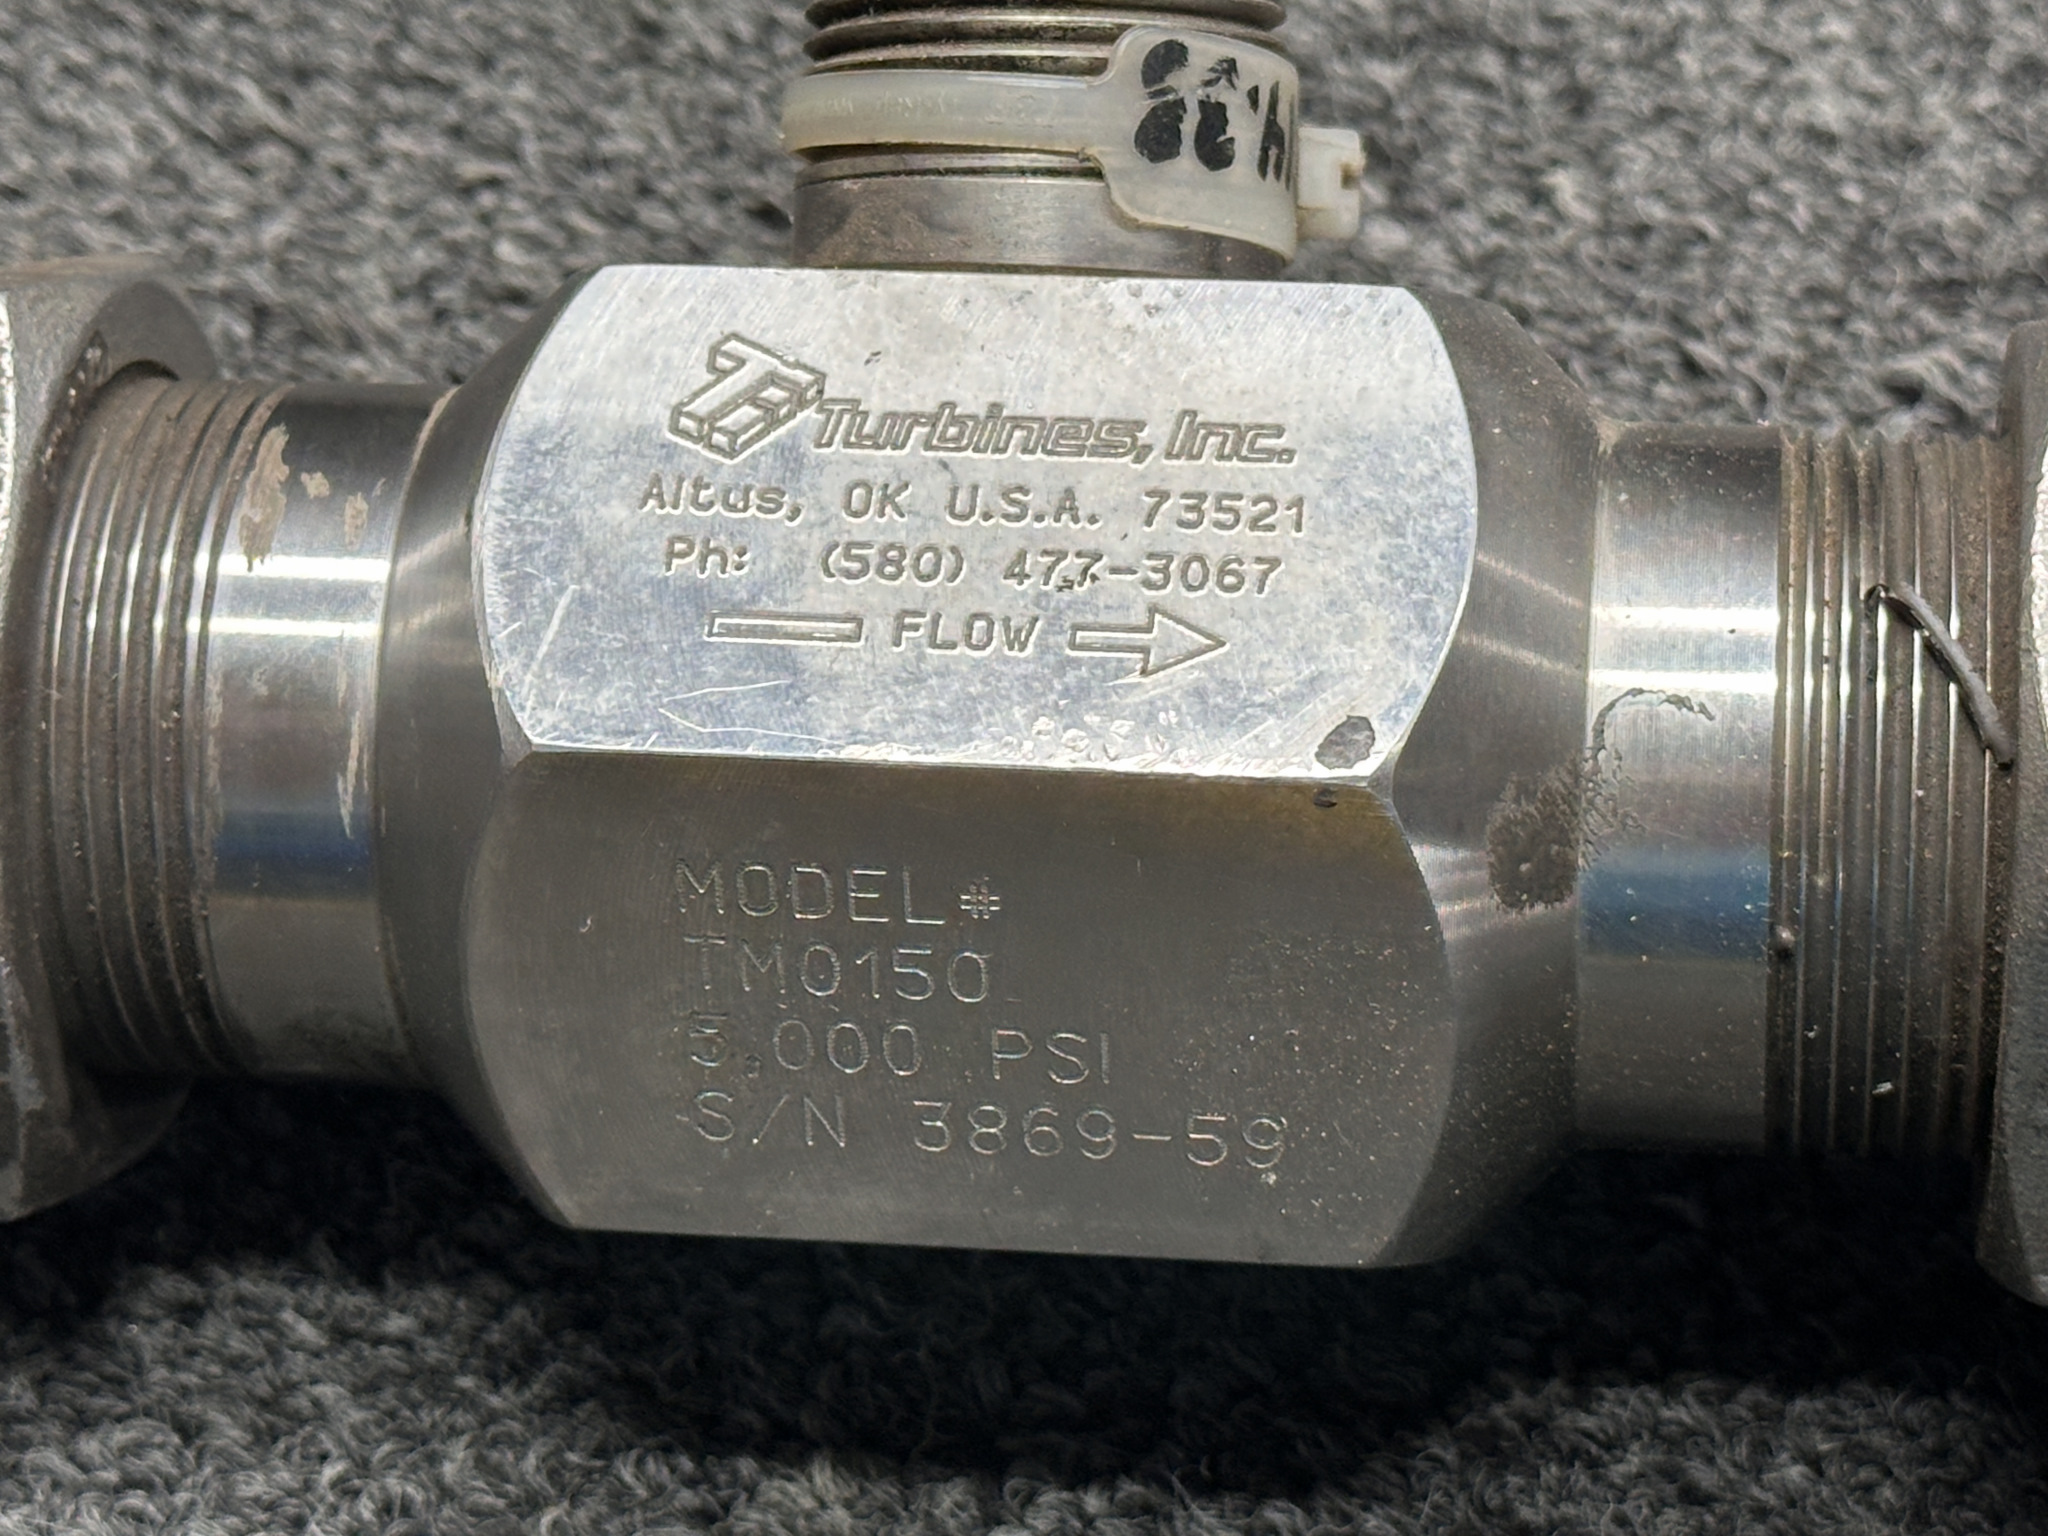 Turbines, Inc.
Altus, OK U.S.A. 73521
Ph: (580) 477-3067
FLOW
MODEL#
TM0150
5,000 PSI
S/N 3869-59